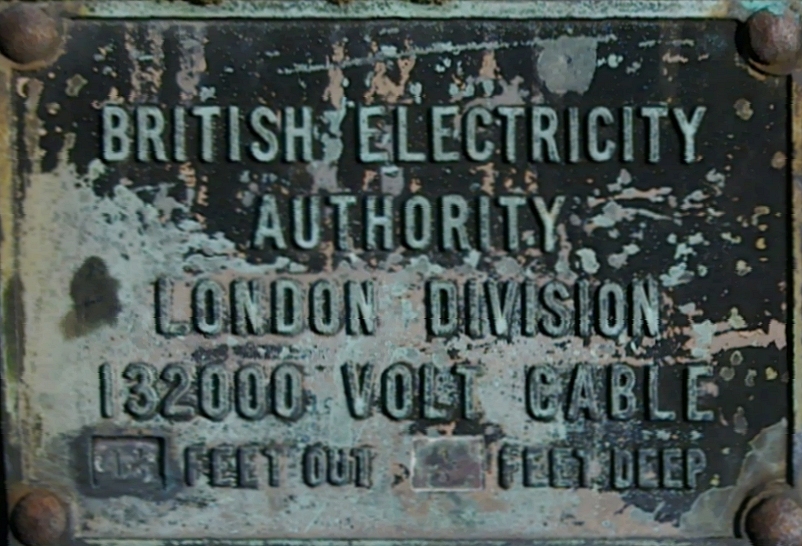 BRITISH ELECTRICITY
AUTHORITY
LONDON DIVISION
132000 VOLT CABLE
FEET OUT FEET DEEP